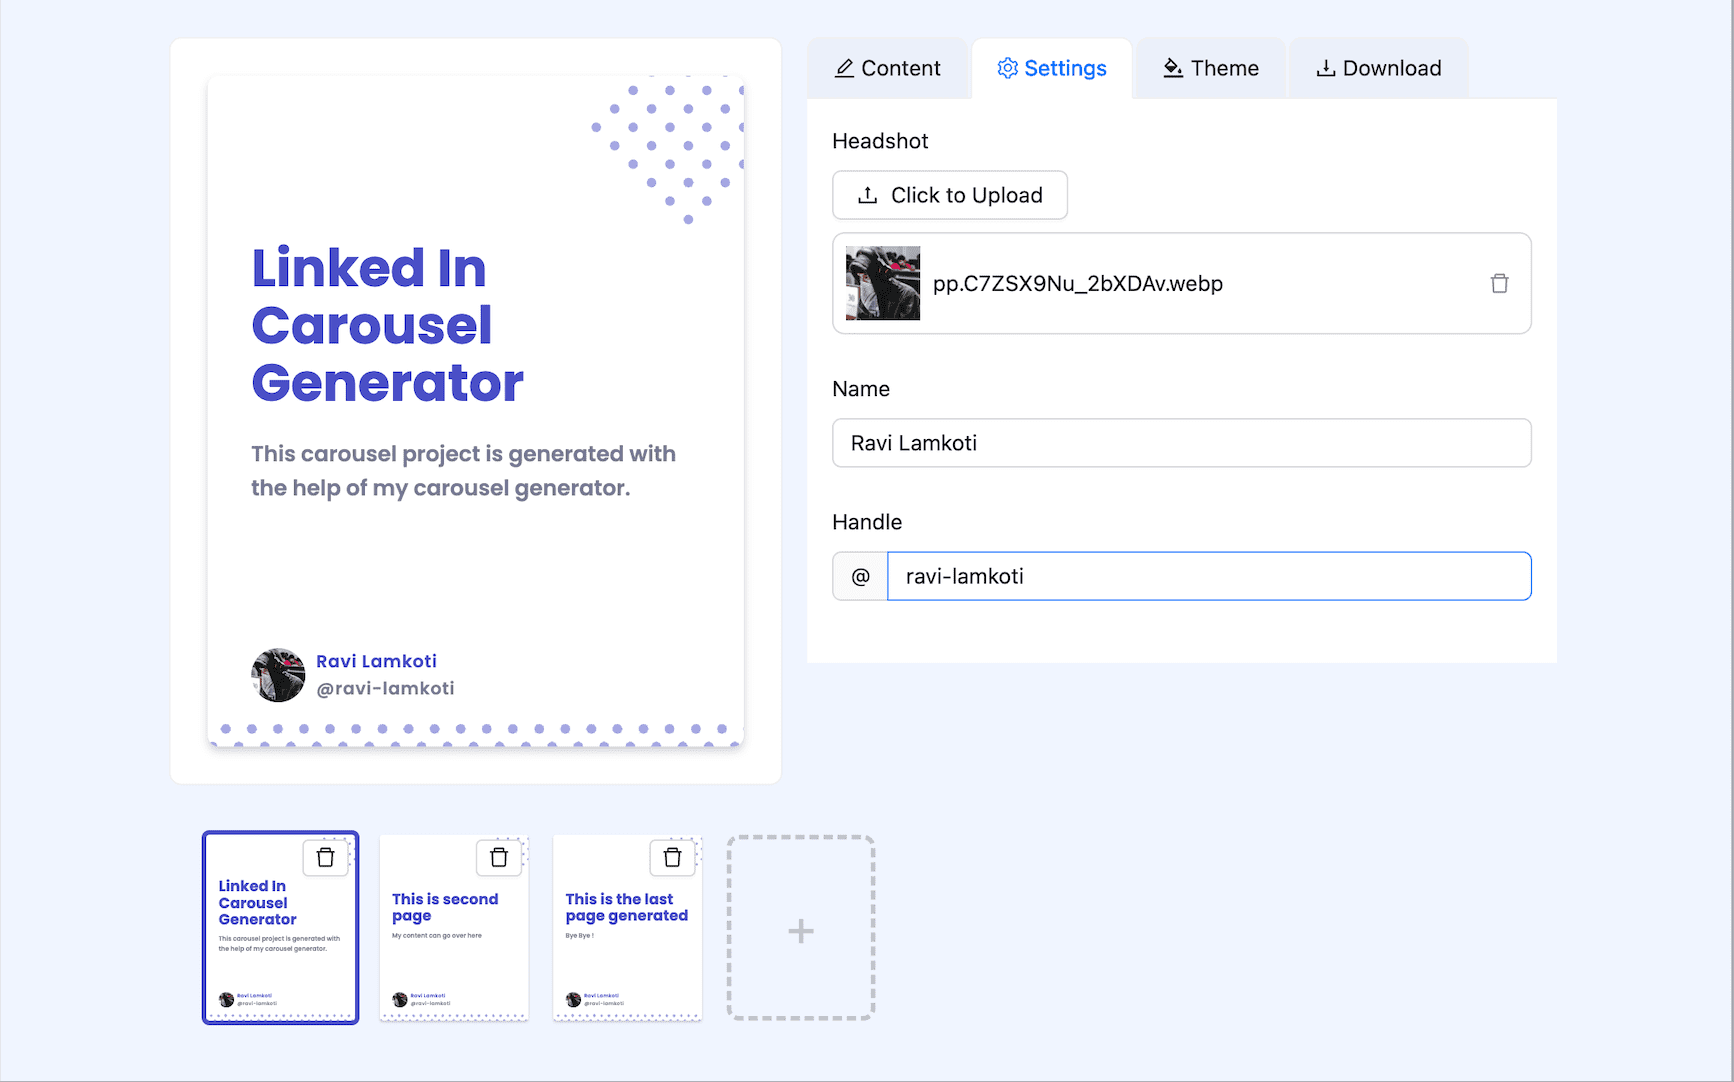 Content
Settings
Theme
Download
Linked In
Carousel
Generator
This carousel project is generated with
the help of my carousel generator.
Ravi Lamkoti
@ravi-lamkoti
Headshot
Click to Upload
pp.C7ZSX9Nu_2bXDAv.webp
Name
Ravi Lamkoti
Handle
@
ravi-lamkoti
Linked In
Carousel
Generator
This carousel project is generated with
the help of my carousel generator.
Ravi Lamkoti
@ravi-lamkoti
This is second
page
My content can go over here
Ravi Lamkoti
@ravi-lamkoti
This is the last
page generated
Bye Bye !
Ravi Lamkoti
@ravi-lamkoti